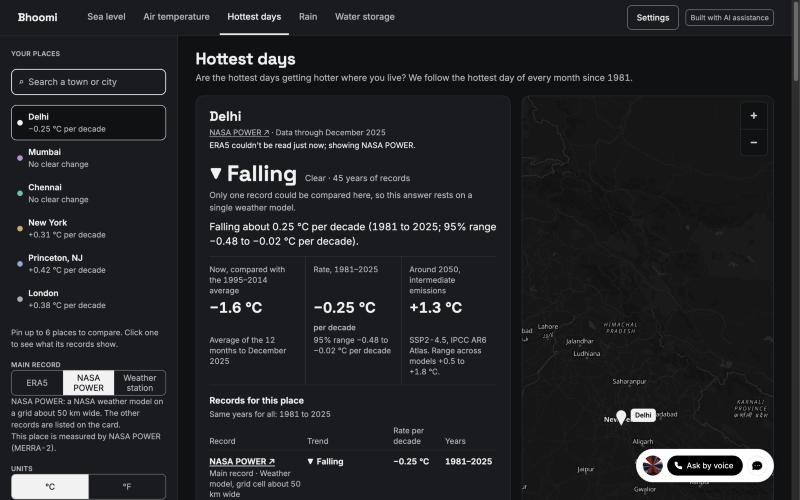 Bhoomi
Sea level
Air temperature
Hottest days
Rain
Water storage
Settings
Built with AI assistance
YOUR PLACES
Search a town or city
Delhi
−0.25 °C per decade
Mumbai
No clear change
Chennai
No clear change
New York
+0.31 °C per decade
Princeton, NJ
+0.42 °C per decade
London
+0.38 °C per decade
Pin up to 6 places to compare. Click one
to see what its records show.
MAIN RECORD
ERA5
NASA
POWER
Weather
station
NASA POWER: a NASA weather model on
a grid about 50 km wide. The other
records are listed on the card.
This place is measured by NASA POWER
(MERRA-2).
UNITS
°C
°F
Hottest days
Are the hottest days getting hotter where you live? We follow the hottest day of every month since 1981.
Delhi
NASA POWER ↗ · Data through December 2025
ERA5 couldn't be read just now; showing NASA POWER.
▼ Falling Clear · 45 years of records
Only one record could be compared here, so this answer rests on a
single weather model.
Falling about 0.25 °C per decade (1981 to 2025; 95% range
−0.48 to −0.02 °C per decade).
Now, compared with
the 1995–2014
average
−1.6 °C
Average of the 12
months to December
2025
Rate, 1981–2025
−0.25 °C
per decade
95% range −0.48 to
−0.02 °C per decade
Around 2050,
intermediate
emissions
+1.3 °C
SSP2-4.5, IPCC AR6
Atlas. Range across
models +0.5 to
+1.8 °C.
Records for this place
Same years for all: 1981 to 2025
Record
Trend
Rate per
decade
Years
NASA POWER ↗
▼ Falling
−0.25 °C
1981–2025
Main record · Weather
model, grid cell about 50
km wide
+
−
HIMACHAL
PRADESH
Lahore
Jalandhar
Ludhiana
Saharanpur
KARNALI
PROVINCE
Delhi
Aligarh
Jaipur
Gwalior
Ask by voice